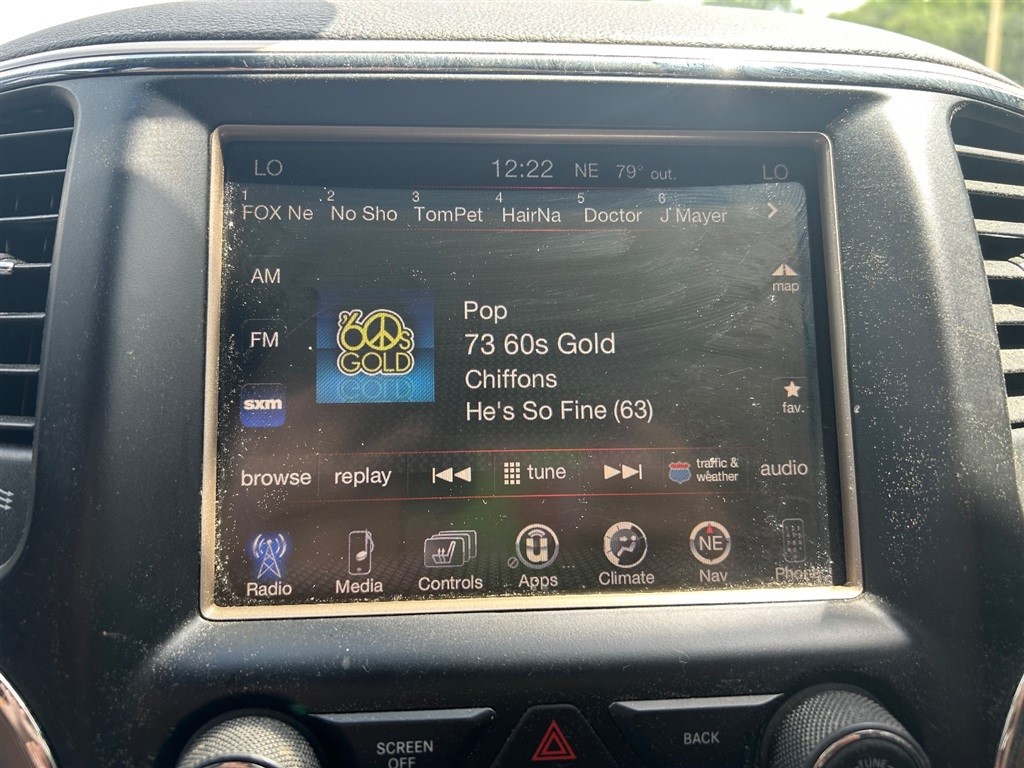 LO 12:22 NE 79° out. LO
1 2 3 4 5 6
FOX Ne No Sho TomPet HairNa Doctor J Mayer
AM
map
'60s
GOLD
Pop
FM
73 60s Gold
Chiffons
fav.
sxm
He's So Fine (63)
browse replay tune traffic & weather audio
NE
Radio Media Controls Apps Climate Nav
SCREEN
OFF
BACK
TUNE